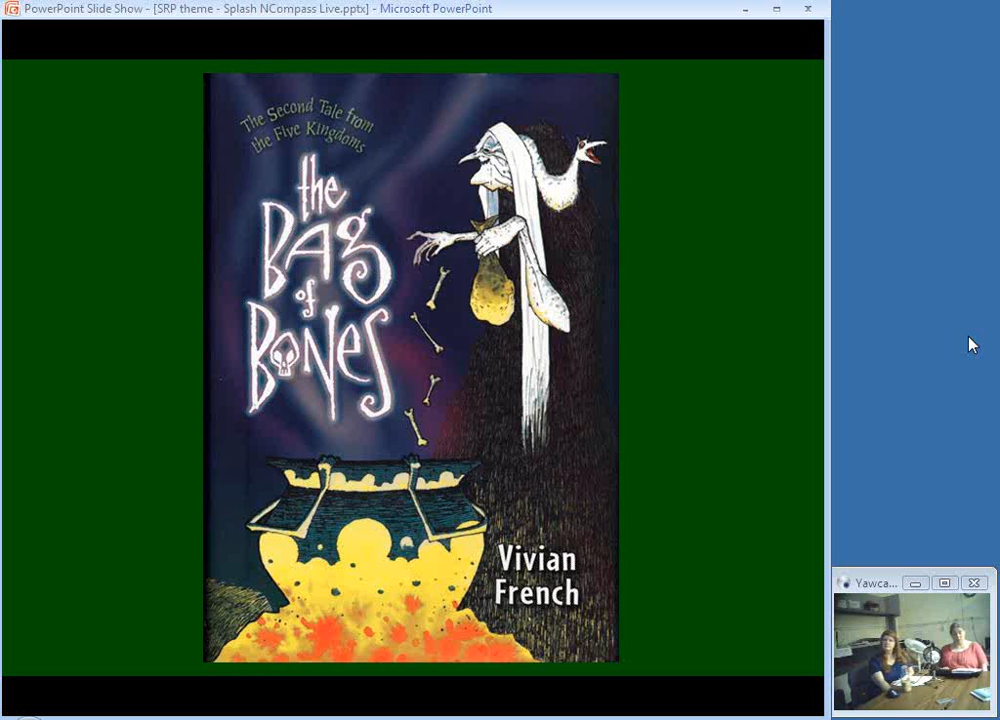 PowerPoint Slide Show - [SRP theme - Splash NCompass Live.pptx] - Microsoft PowerPoint
The Second Tale from
the Five Kingdoms
the
Bag
of
Bones
Vivian
French
Yawca...